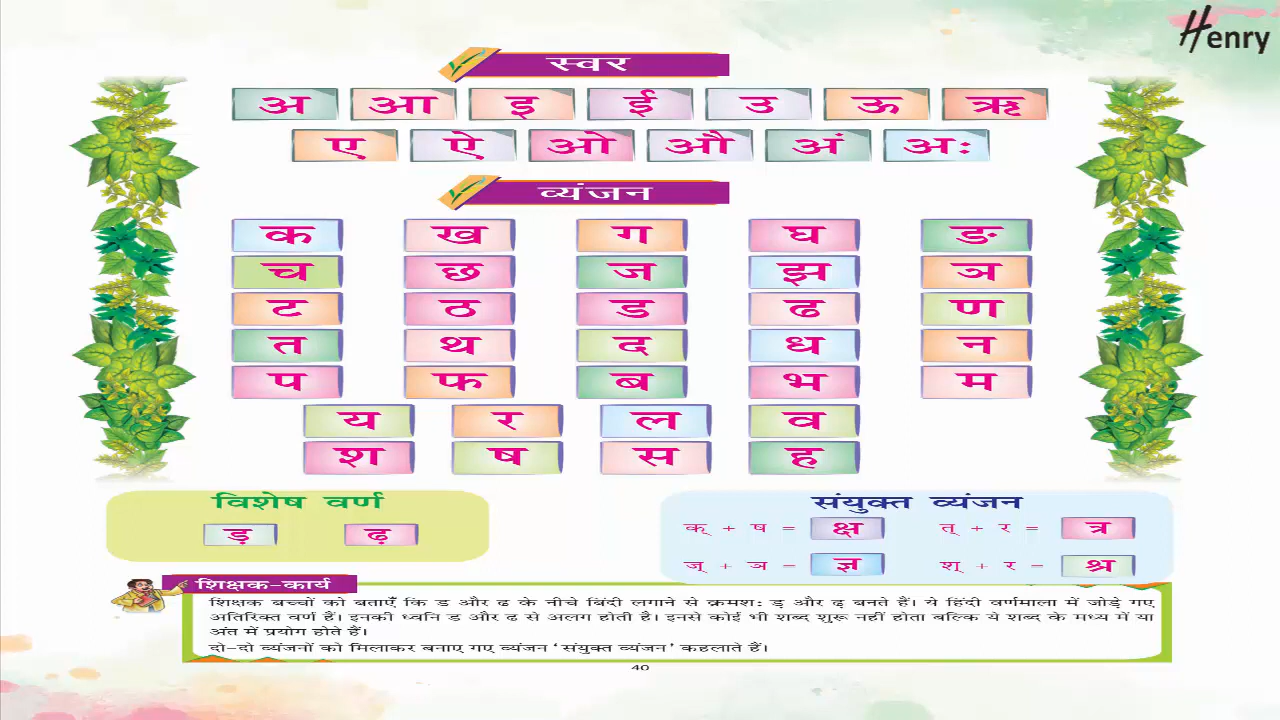 Henry
स्वर
अ आ इ ई उ ऊ ऋ
ए ऐ ओ औ अं अः
व्यंजन
क ख ग घ ङ
च छ ज झ ञ
ट ठ ड ढ ण
त थ द ध न
प फ ब भ म
य र ल व
श ष स ह
विशेष वर्ण
ड़ ढ़
संयुक्त व्यंजन
क् + ष = क्ष त् + र = त्र
ज् + ञ = ज्ञ श् + र = श्र
शिक्षक-कार्य
शिक्षक बच्चों को बताएँ कि ड और ढ के नीचे बिंदी लगाने से क्रमशः ड़ और ढ़ बनते हैं। ये हिंदी वर्णमाला में जोड़े गए
अतिरिक्त वर्ण हैं। इनकी ध्वनि ड और ढ से अलग होती है। इनसे कोई भी शब्द शुरू नहीं होता बल्कि ये शब्द के मध्य में या
अंत में प्रयोग होते हैं।
दो-दो व्यंजनों को मिलाकर बनाए गए व्यंजन ‘संयुक्त व्यंजन’ कहलाते हैं।
40